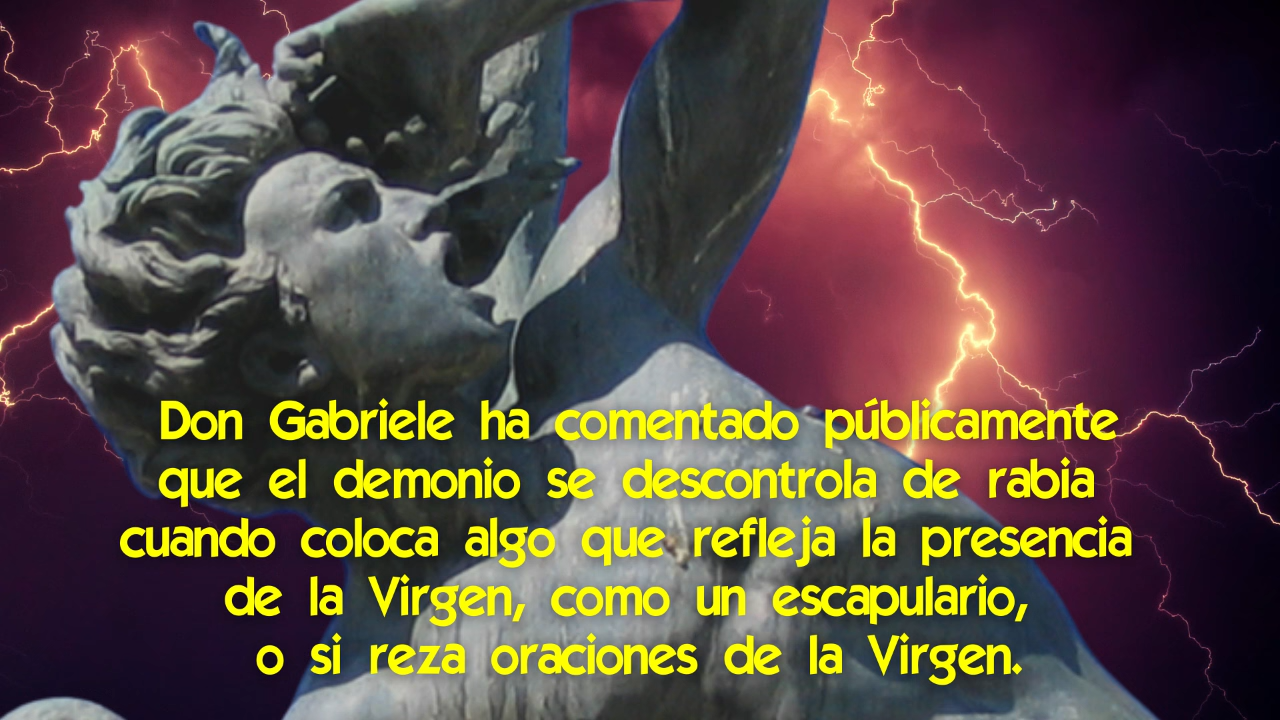 Don Gabriele ha comentado públicamente
que el demonio se descontrola de rabia
cuando coloca algo que refleja la presencia
de la Virgen, como un escapulario,
o si reza oraciones de la Virgen.